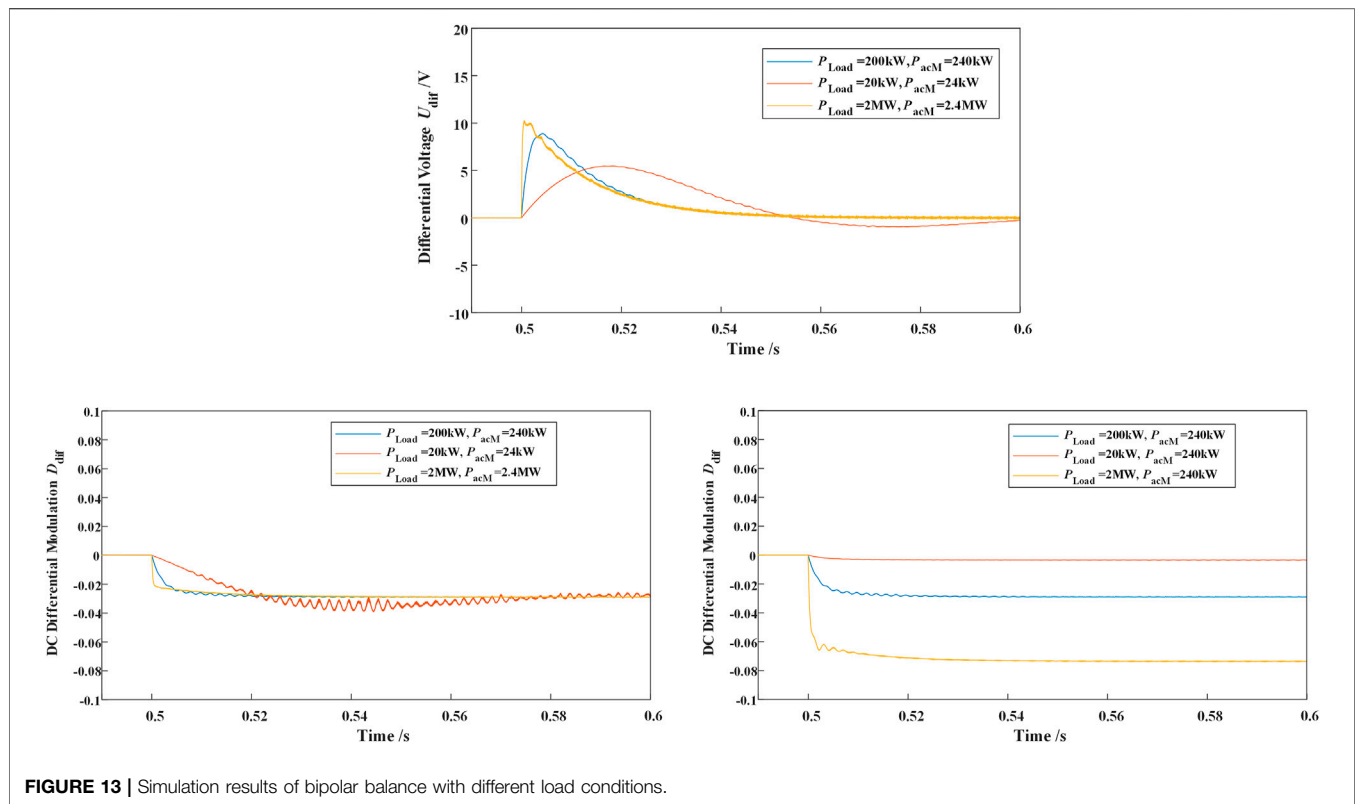 20
15
10
5
0
-5
-10
Differential Voltage U_dif /V
P_Load =200kW, P_acM =240kW
P_Load =20kW, P_acM =24kW
P_Load =2MW, P_acM =2.4MW
0.5 0.52 0.54 0.56 0.58 0.6
Time /s
0.1
0.08
0.06
0.04
0.02
0
-0.02
-0.04
-0.06
-0.08
-0.1
DC Differential Modulation D_dif
P_Load =200kW, P_acM =240kW
P_Load =20kW, P_acM =24kW
P_Load =2MW, P_acM =2.4MW
0.5 0.52 0.54 0.56 0.58 0.6
Time /s
0.1
0.08
0.06
0.04
0.02
0
-0.02
-0.04
-0.06
-0.08
-0.1
DC Differential Modulation D_dif
P_Load =200kW, P_acM =240kW
P_Load =20kW, P_acM =240kW
P_Load =2MW, P_acM =240kW
0.5 0.52 0.54 0.56 0.58 0.6
Time /s
FIGURE 13 | Simulation results of bipolar balance with different load conditions.